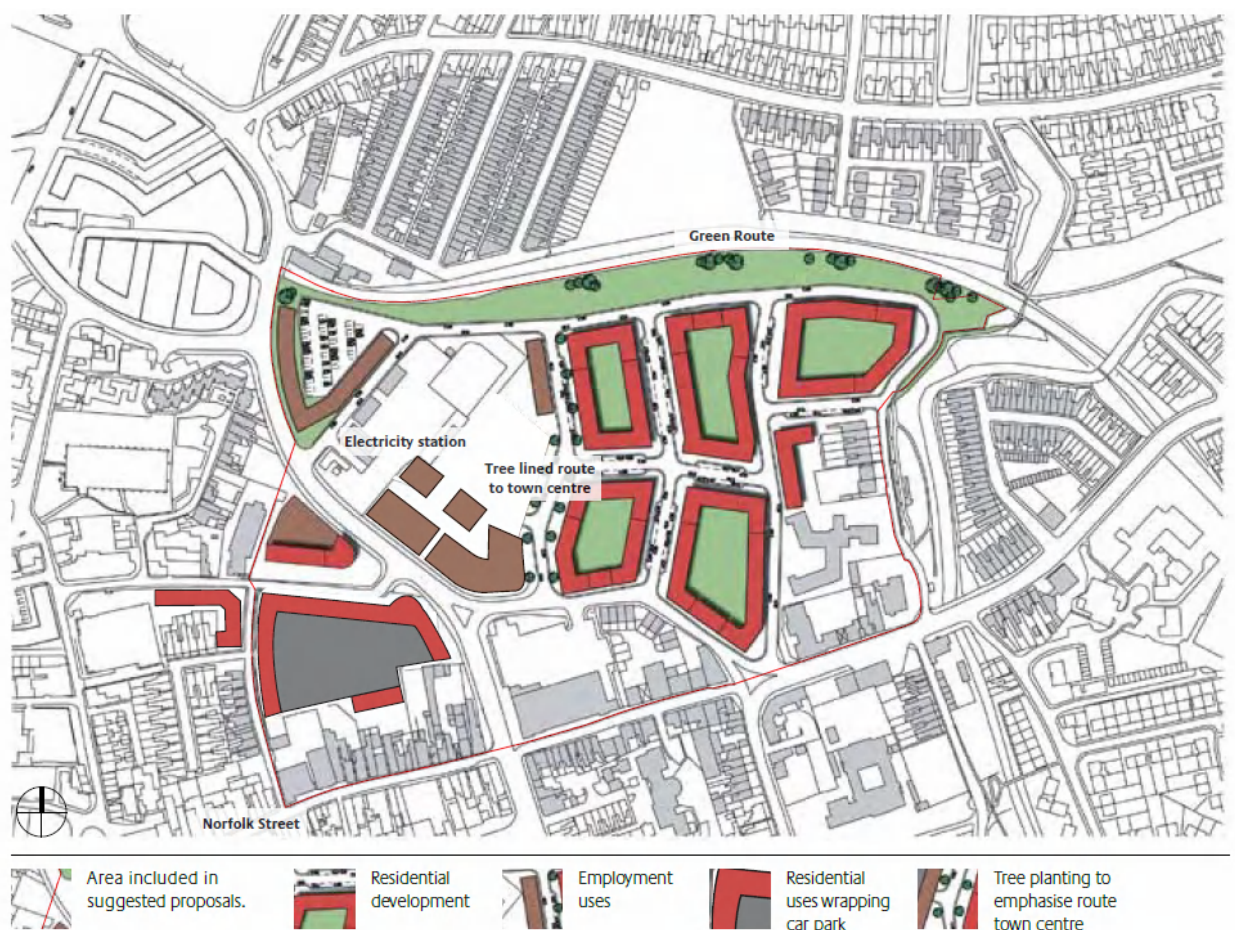 Green Route
Electricity station
Tree lined route
to town centre
Norfolk Street
Area included in
suggested proposals.
Residential
development
Employment
uses
Residential
uses wrapping
car park
Tree planting to
emphasise route
town centre